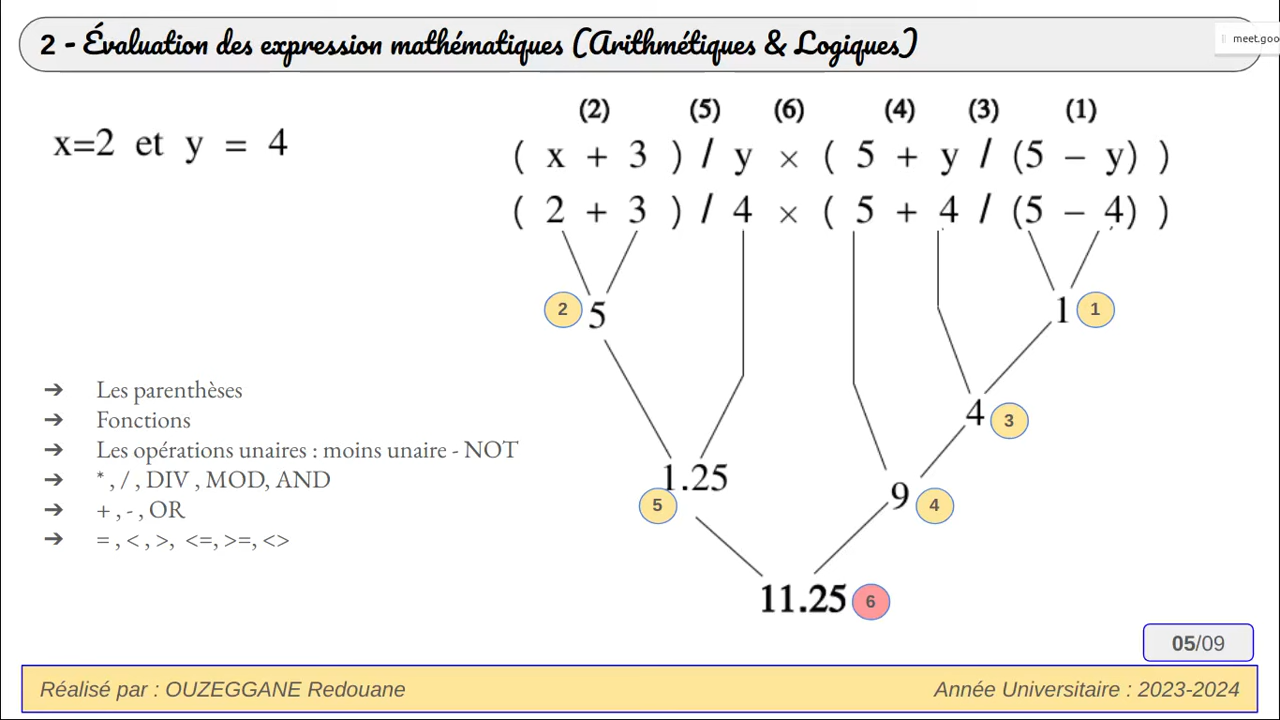 2 - Évaluation des expression mathématiques (Arithmétiques & Logiques)
meet.goo
x=2 et y = 4
(2) (5) (6) (4) (3) (1)
( x + 3 ) / y × ( 5 + y / (5 – y) )
( 2 + 3 ) / 4 × ( 5 + 4 / (5 – 4) )
2 5 1 1
➔ Les parenthèses
➔ Fonctions
4 3
➔ Les opérations unaires : moins unaire - NOT
➔ * , / , DIV , MOD, AND
1.25
➔ + , - , OR
5 9 4
➔ = , < , >, <=, >=, <>
11.25 6
05/09
Réalisé par : OUZEGGANE Redouane
Année Universitaire : 2023-2024